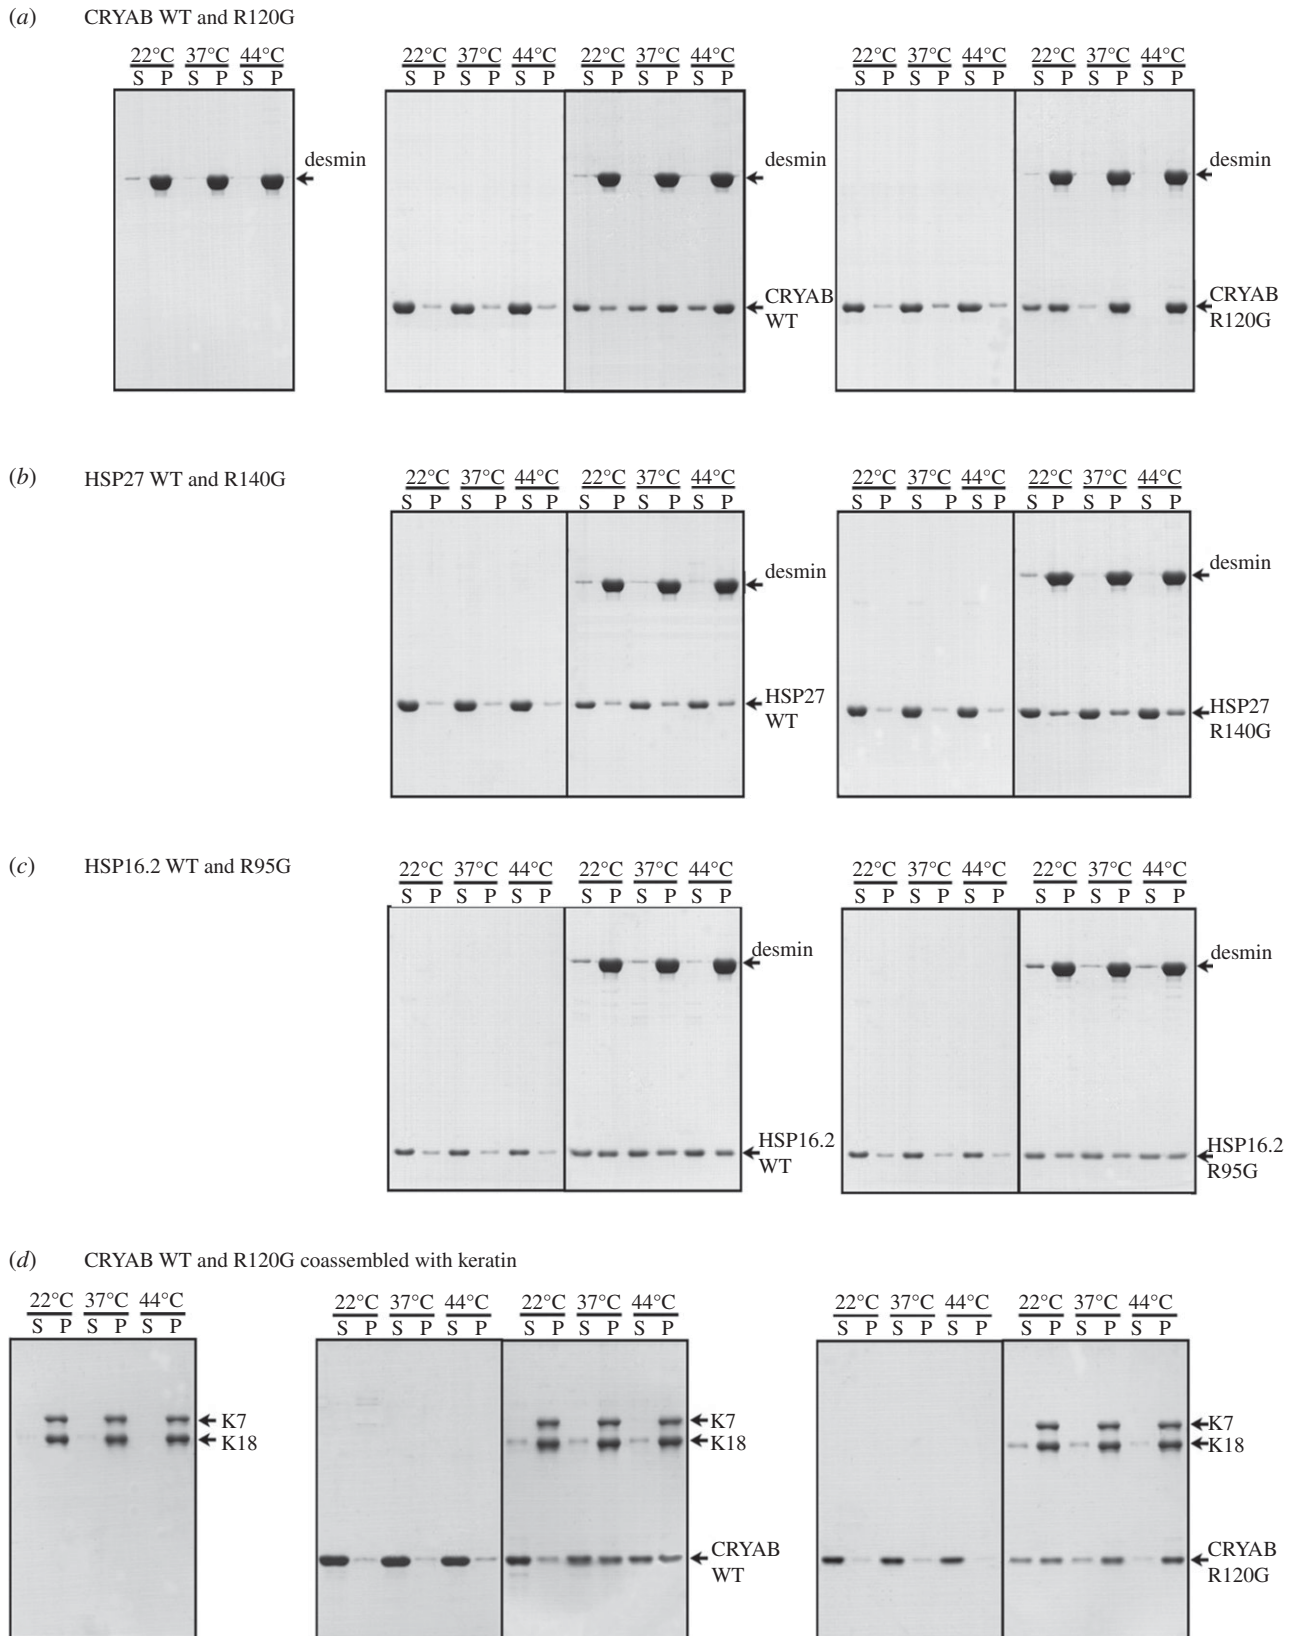 (a) CRYAB WT and R120G
22°C 37°C 44°C 22°C 37°C 44°C 22°C 37°C 44°C 22°C 37°C 44°C 22°C 37°C 44°C
S P S P S P S P S P S P S P S P S P S P S P S P S P S P S P
desmin desmin desmin
CRYAB CRYAB
WT R120G
(b) HSP27 WT and R140G
22°C 37°C 44°C 22°C 37°C 44°C 22°C 37°C 44°C 22°C 37°C 44°C
S P S P S P S P S P S P S P S P S P S P S P S P
desmin desmin
HSP27 HSP27
WT R140G
(c) HSP16.2 WT and R95G
22°C 37°C 44°C 22°C 37°C 44°C 22°C 37°C 44°C 22°C 37°C 44°C
S P S P S P S P S P S P S P S P S P S P S P S P
desmin desmin
HSP16.2 HSP16.2
WT R95G
(d) CRYAB WT and R120G coassembled with keratin
22°C 37°C 44°C 22°C 37°C 44°C 22°C 37°C 44°C 22°C 37°C 44°C 22°C 37°C 44°C
S P S P S P S P S P S P S P S P S P S P S P S P S P S P S P
K7 K7 K7
K18 K18 K18
CRYAB CRYAB
WT R120G